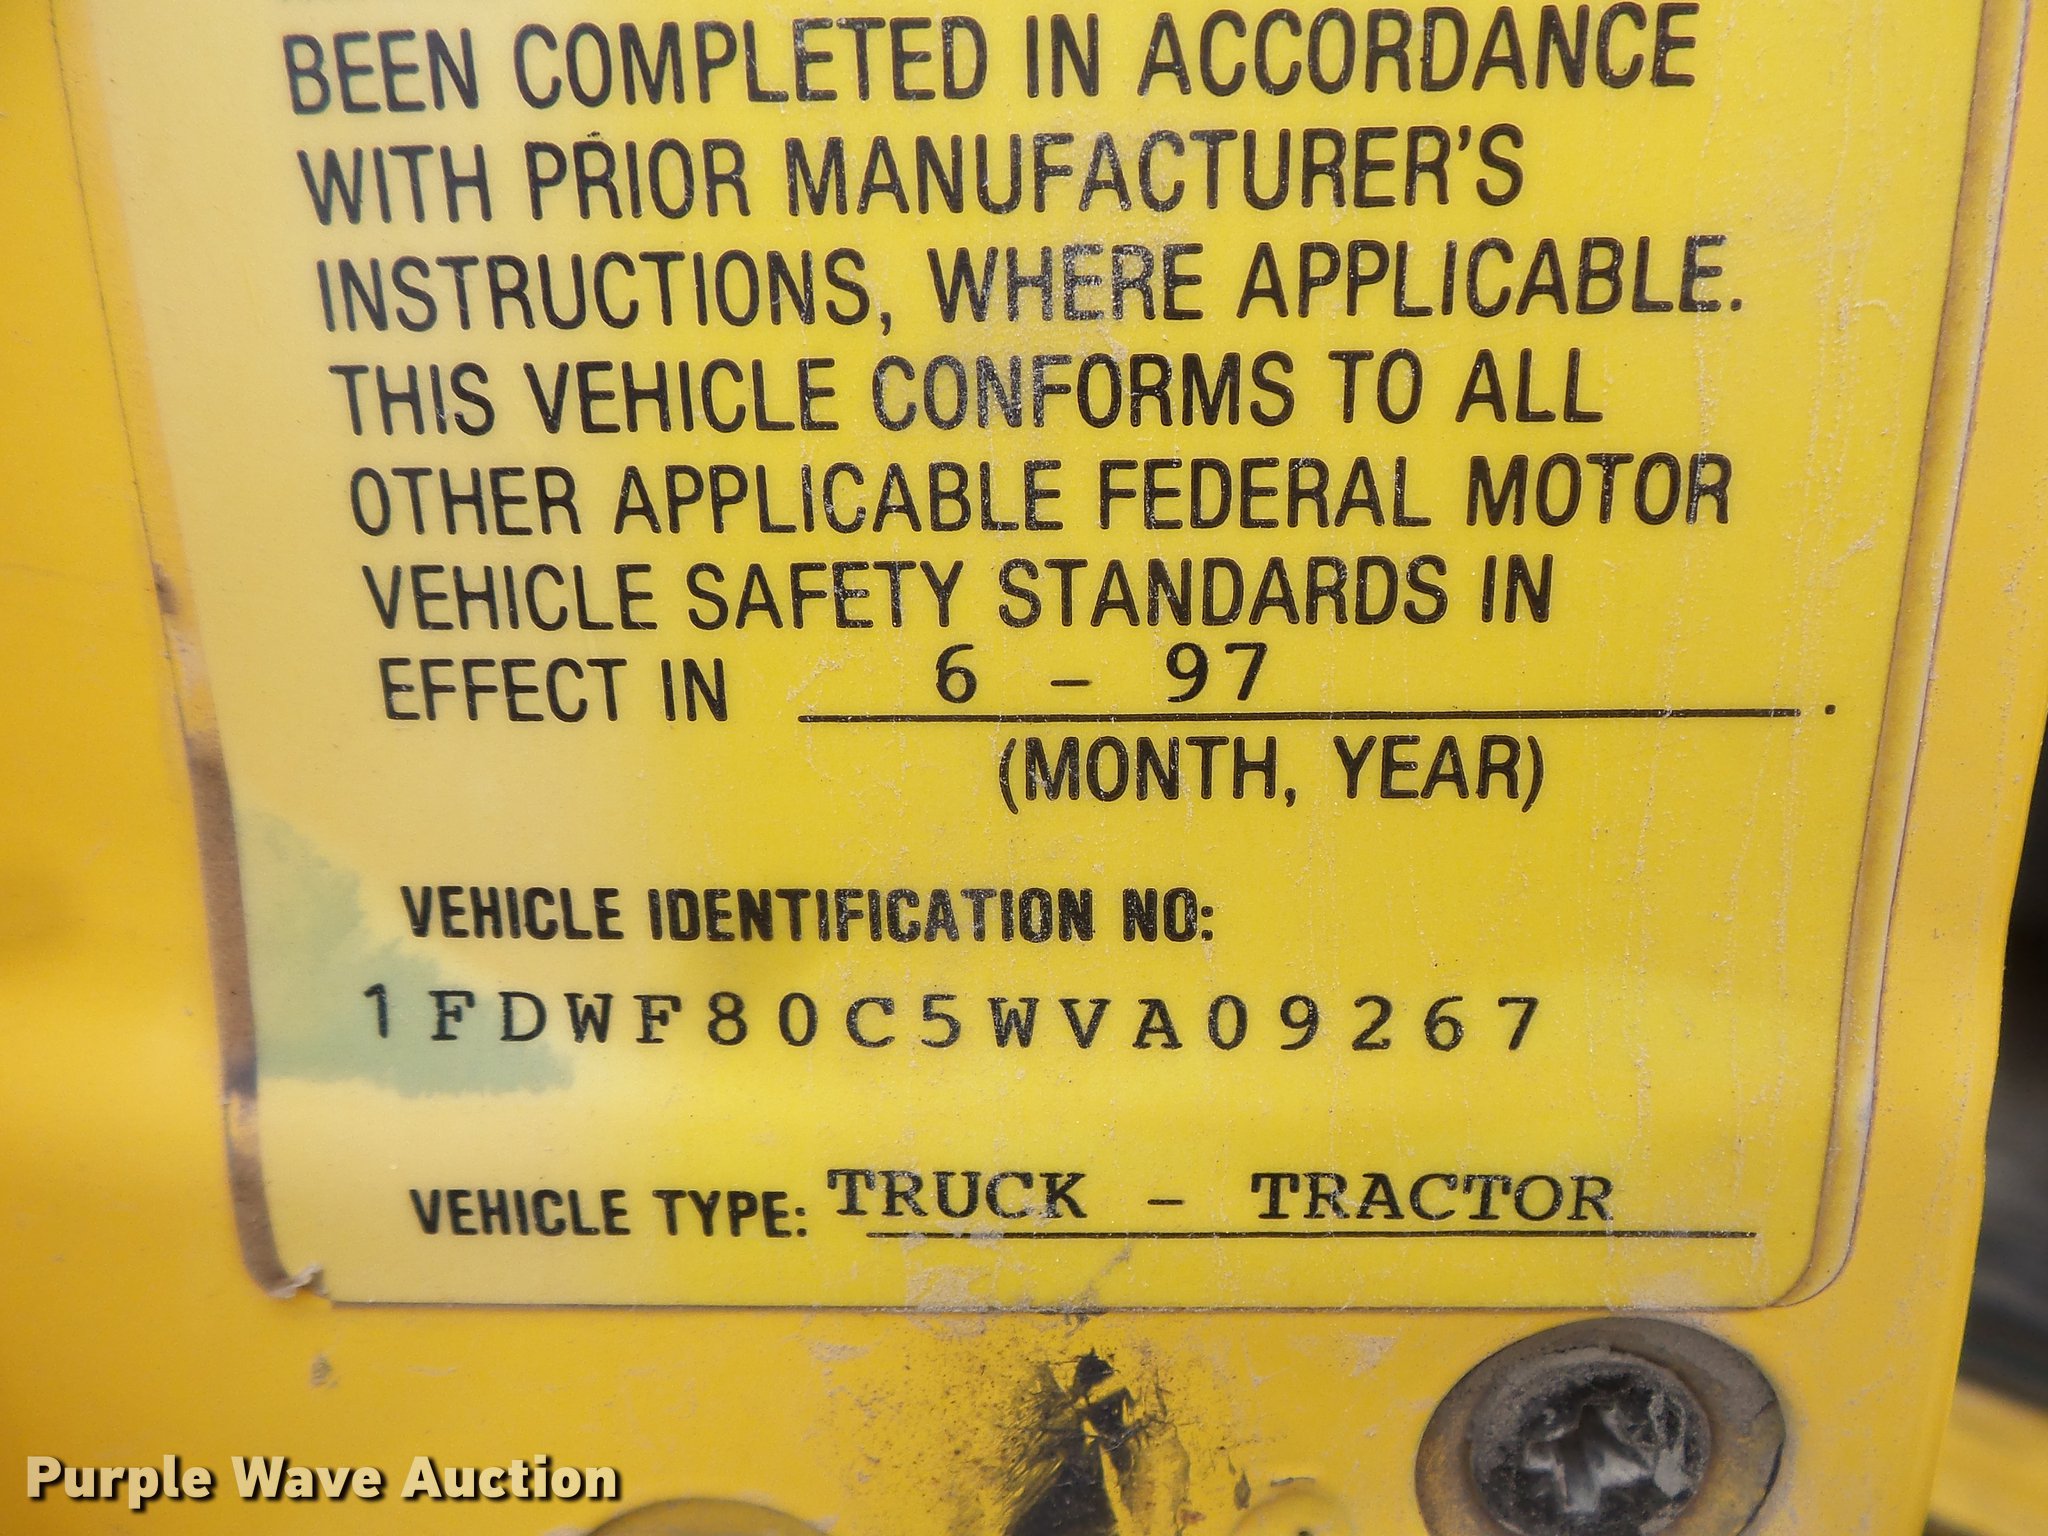 BEEN COMPLETED IN ACCORDANCE
WITH PRIOR MANUFACTURER'S
INSTRUCTIONS, WHERE APPLICABLE.
THIS VEHICLE CONFORMS TO ALL
OTHER APPLICABLE FEDERAL MOTOR
VEHICLE SAFETY STANDARDS IN
EFFECT IN 6 - 97.
(MONTH, YEAR)
VEHICLE IDENTIFICATION NO:
1FDWF80C5WVA09267
VEHICLE TYPE: TRUCK - TRACTOR
Purple Wave Auction